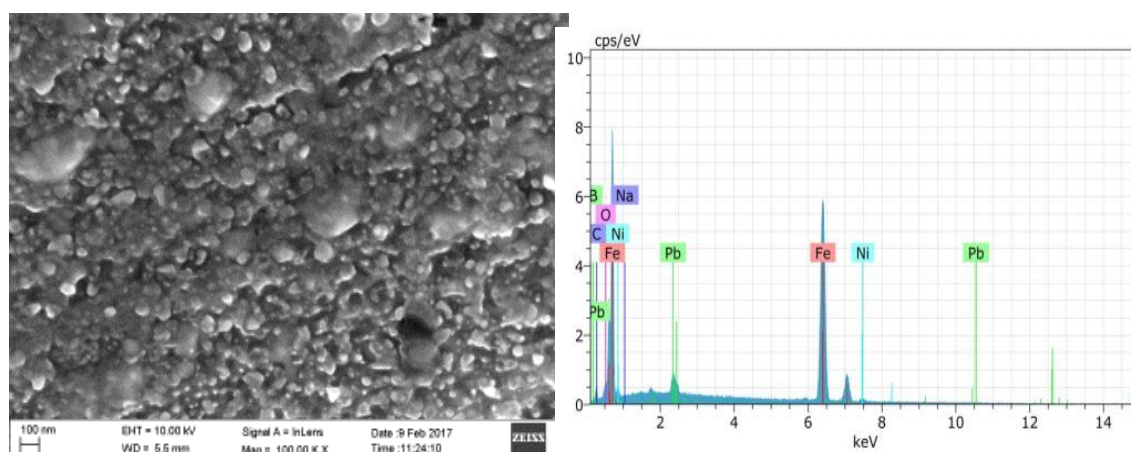 100 nm
EHT = 10.00 kV
Signal A = InLens
Date :9 Feb 2017
ZEISS
WD = 5.5 mm
Mag = 100.00 K X
Time :11:24:10
cps/eV
10
8
6
4
2
0
B
Na
O
C
Ni
Fe
Pb
Pb
Fe
Ni
Pb
2
4
6
8
10
12
14
keV